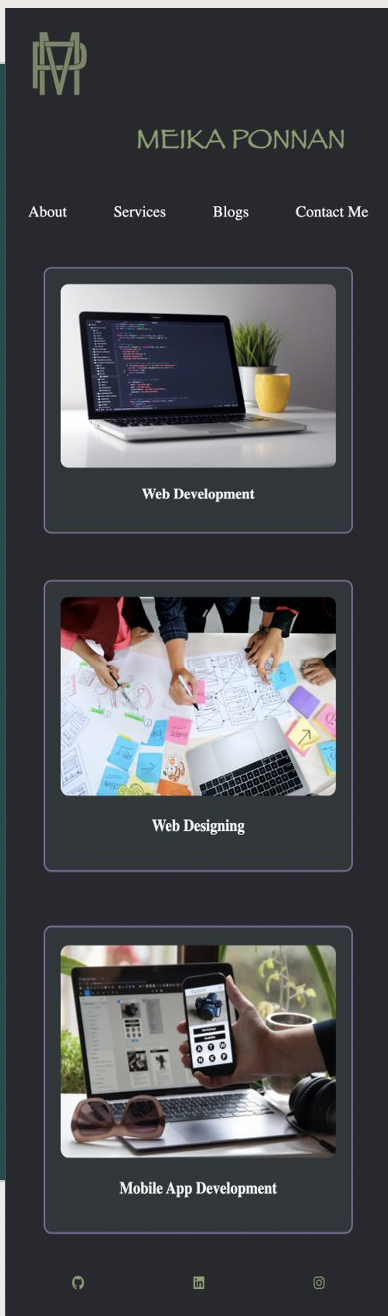 MP
MEIKA PONNAN
About Services Blogs Contact Me
Web Development
Web Designing
Mobile App Development